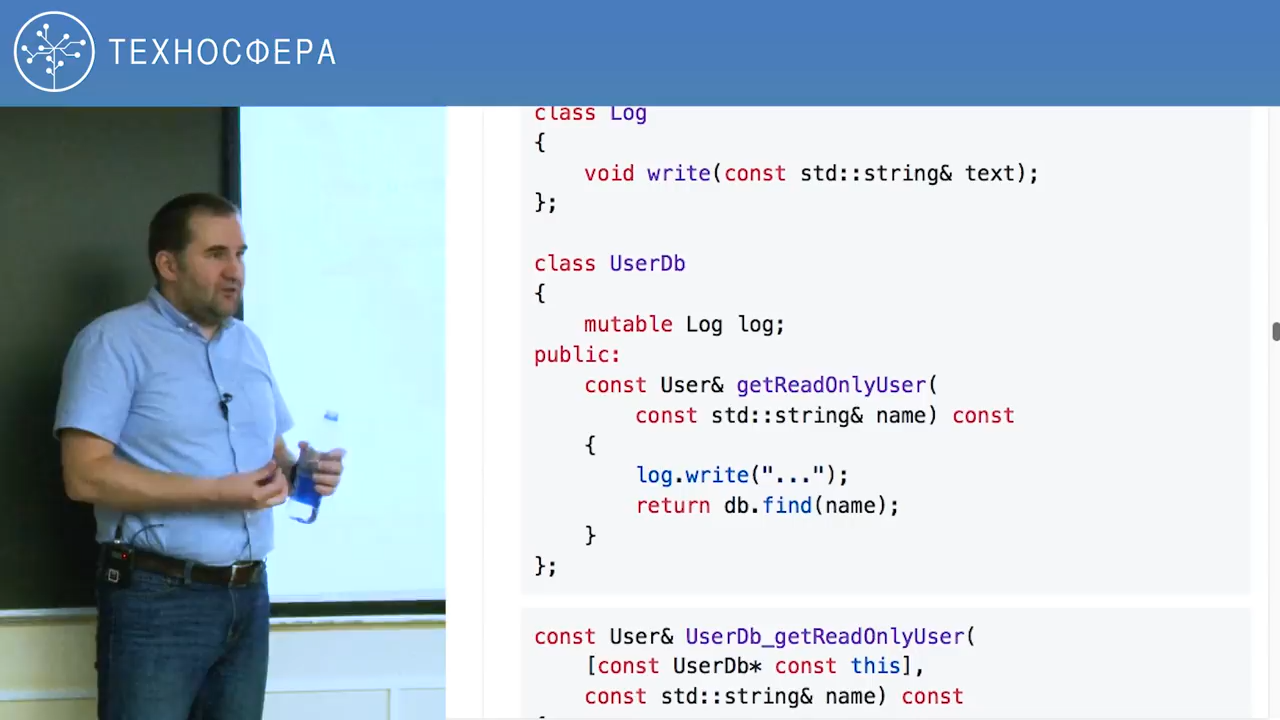 ТЕХНОСФЕРА
class Log
{
    void write(const std::string& text);
};

class UserDb
{
    mutable Log log;
public:
    const User& getReadOnlyUser(
        const std::string& name) const
    {
        log.write("...");
        return db.find(name);
    }
};
const User& UserDb_getReadOnlyUser(
    [const UserDb* const this],
    const std::string& name) const
{